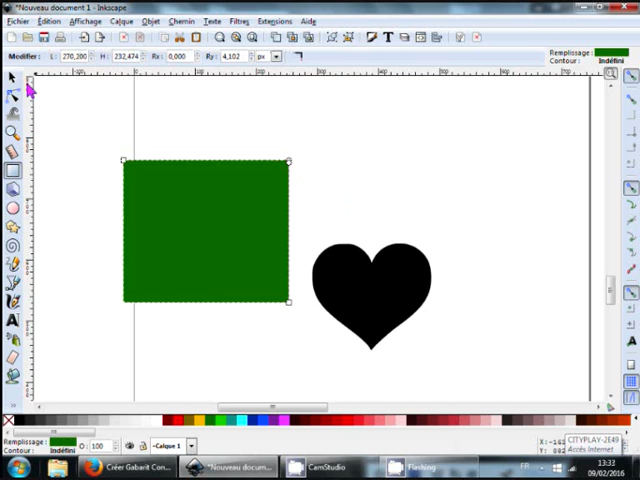 *Nouveau document 1 - Inkscape
Fichier Édition Affichage Calque Objet Chemin Texte Filtres Extensions Aide
Modifier : L: 270,200 H: 232,474 Rx: 0,000 Ry: 4,102 px
Remplissage :
Contour : Indéfini
Remplissage : O: 100 -Calque 1
Contour : Indéfini
CITYPLAY-2E49
Accès Internet
Créer Gabarit Con... *Nouveau docum... CamStudio Flashing FR 13:33
09/02/2016